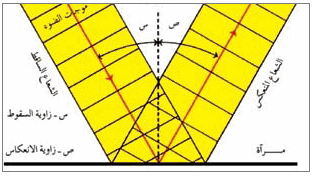 موجات الضوء
س
ص
الشعاع الساقط
الشعاع المنعكس
س - زاوية السقوط
ص - زاوية الانعكاس
مرآة